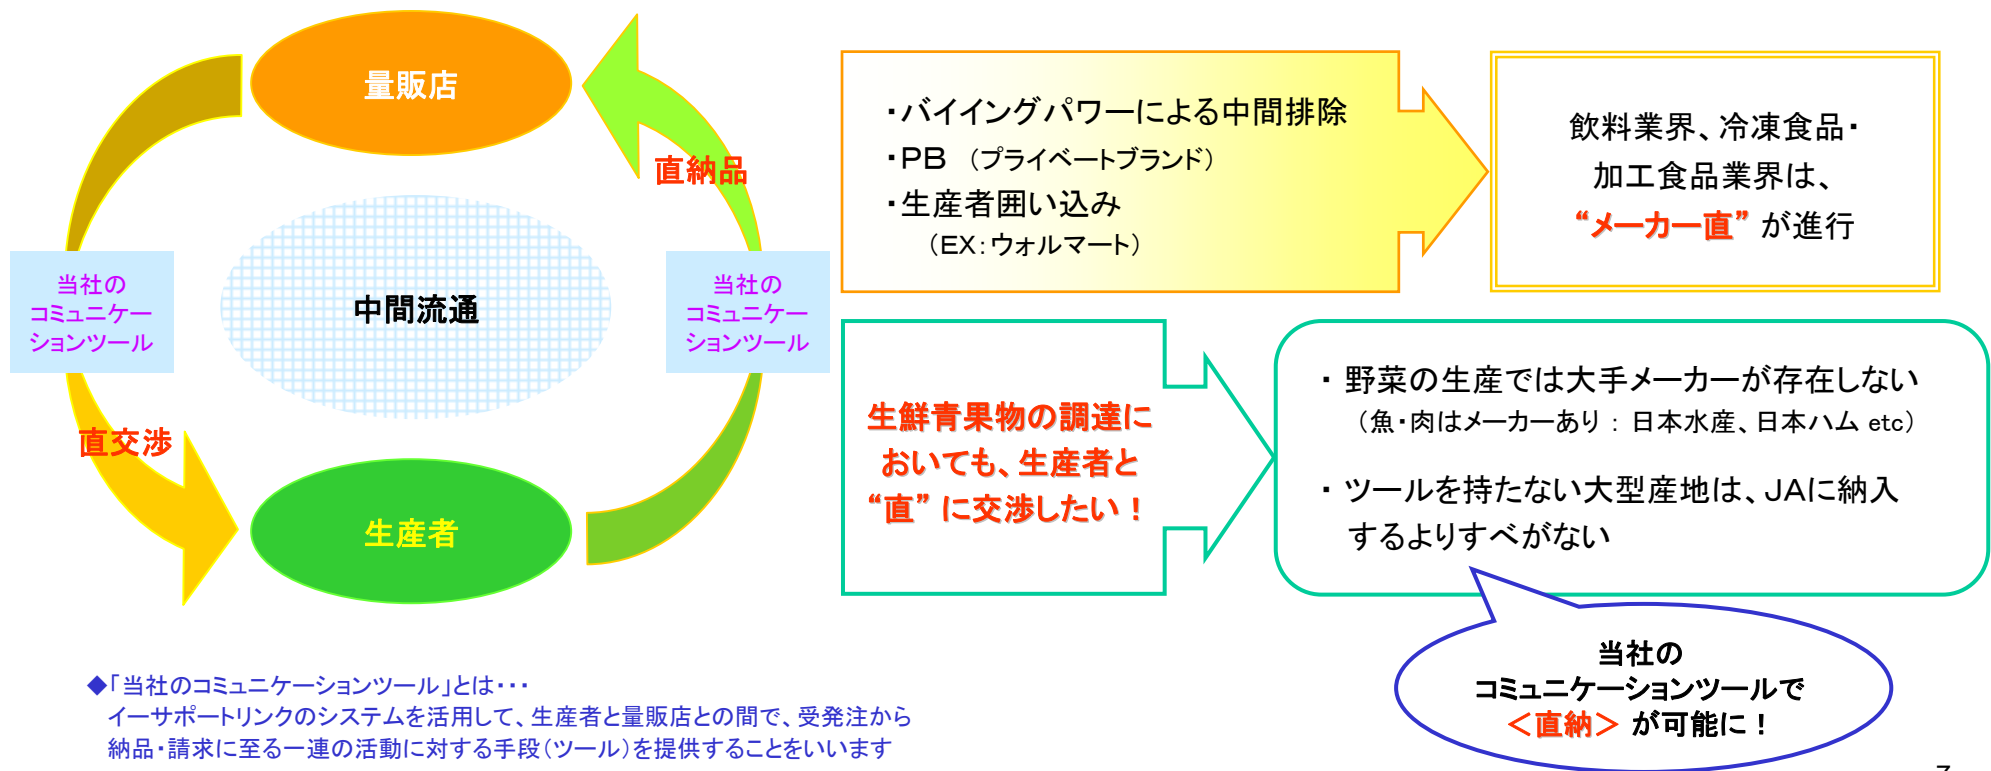 量販店
直納品
当社の
コミュニケー
ションツール
中間流通
当社の
コミュニケー
ションツール
直交渉
生産者
・バイイングパワーによる中間排除
・PB （プライベートブランド）
・生産者囲い込み
（EX：ウォルマート）
飲料業界、冷凍食品・
加工食品業界は、
“メーカー直” が進行
生鮮青果物の調達に
おいても、生産者と
“直” に交渉したい！
・ 野菜の生産では大手メーカーが存在しない
（魚・肉はメーカーあり ： 日本水産、日本ハム etc）
・ ツールを持たない大型産地は、JAに納入
するよりすべがない
当社の
コミュニケーションツールで
＜直納＞ が可能に！
◆「当社のコミュニケーションツール」とは・・・
イーサポートリンクのシステムを活用して、生産者と量販店との間で、受発注から
納品・請求に至る一連の活動に対する手段（ツール）を提供することをいいます